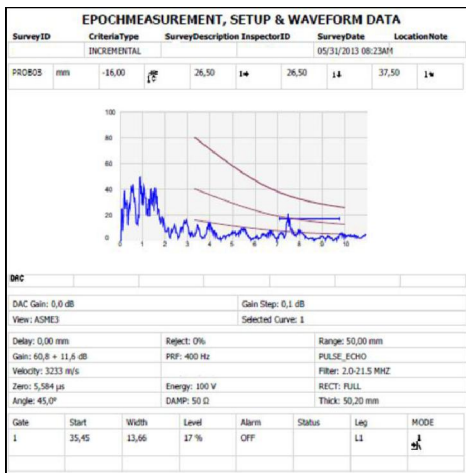 EPOCHMEASUREMENT, SETUP & WAVEFORM DATA
SurveyID CriteriaType SurveyDescription InspectorID SurveyDate LocationNote
INCREMENTAL 05/31/2013 08:23AM
PROBO3 mm -16,00 26,50 26,50 37,50
100
80
60
40
20
0
0 1 2 3 4 5 6 7 8 9 10
DAC
DAC Gain: 0,0 dB Gain Step: 0,1 dB
View: ASME3 Selected Curve: 1
Delay: 0,00 mm Reject: 0% Range: 50,00 mm
Gain: 60,8 + 11,6 dB PRF: 400 Hz PULSE_ECHO
Velocity: 3233 m/s Filter: 2.0-21.5 MHZ
Zero: 5,584 µs Energy: 100 V RECT: FULL
Angle: 45,0° DAMP: 50 Ω Thick: 50,20 mm
Gate Start Width Level Alarm Status Leg MODE
1 35,45 13,66 17 % OFF L1